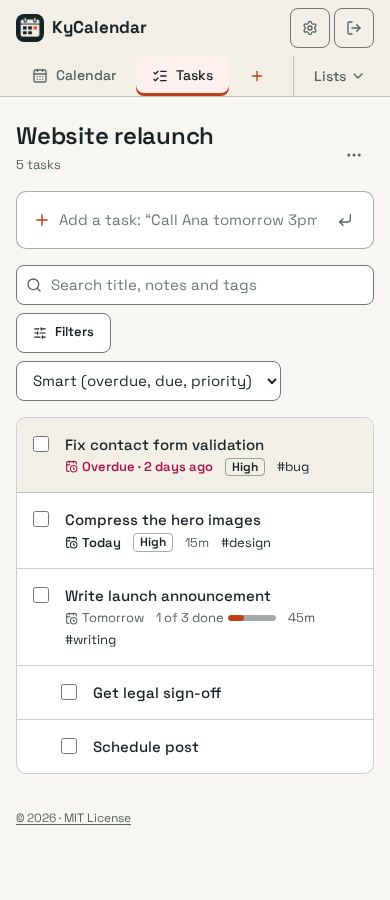 KyCalendar
Calendar
Tasks
Lists
Website relaunch
5 tasks
Add a task: “Call Ana tomorrow 3pm
Search title, notes and tags
Filters
Smart (overdue, due, priority)
Fix contact form validation
Overdue · 2 days ago High #bug
Compress the hero images
Today High 15m #design
Write launch announcement
Tomorrow 1 of 3 done 45m
#writing
Get legal sign-off
Schedule post
© 2026 · MIT License